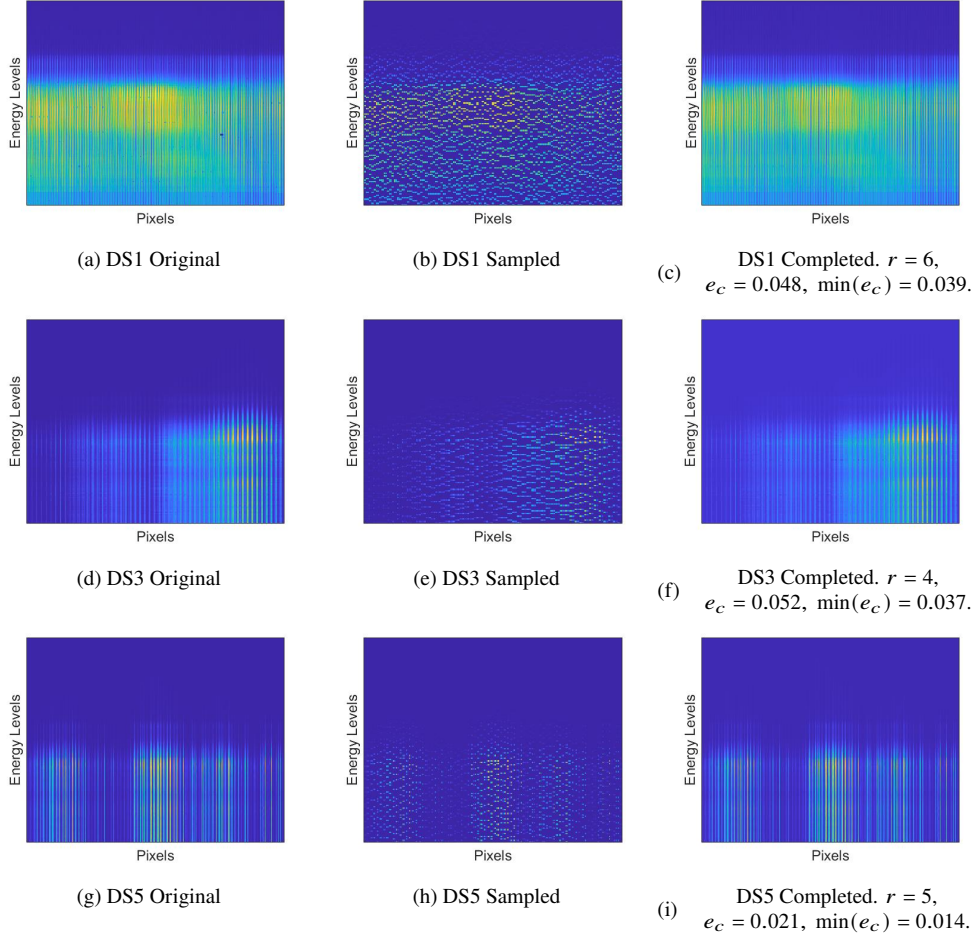 Energy Levels
Pixels
(a) DS1 Original
Energy Levels
Pixels
(b) DS1 Sampled
Energy Levels
Pixels
(c) DS1 Completed. r = 6,
e_c = 0.048, min(e_c) = 0.039.
Energy Levels
Pixels
(d) DS3 Original
Energy Levels
Pixels
(e) DS3 Sampled
Energy Levels
Pixels
(f) DS3 Completed. r = 4,
e_c = 0.052, min(e_c) = 0.037.
Energy Levels
Pixels
(g) DS5 Original
Energy Levels
Pixels
(h) DS5 Sampled
Energy Levels
Pixels
(i) DS5 Completed. r = 5,
e_c = 0.021, min(e_c) = 0.014.